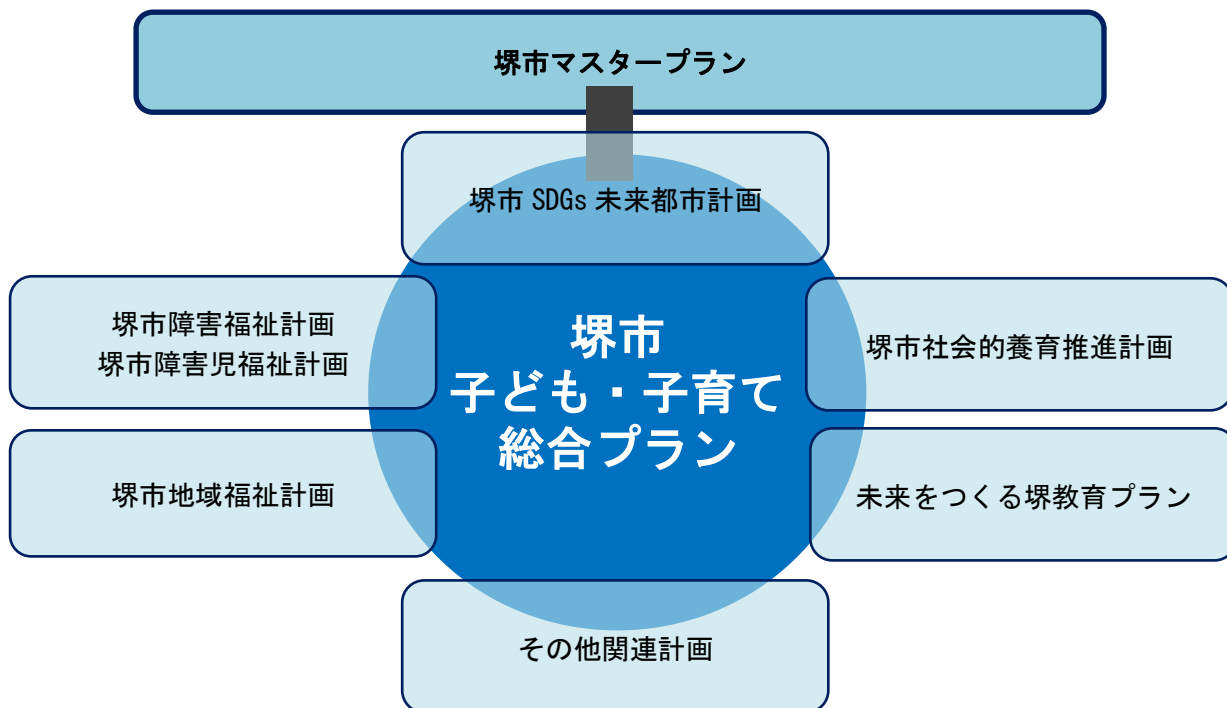 堺市マスタープラン
堺市 SDGs 未来都市計画
堺市障害福祉計画
堺市障害児福祉計画
堺市
子ども・子育て
総合プラン
堺市社会的養育推進計画
堺市地域福祉計画
未来をつくる堺教育プラン
その他関連計画